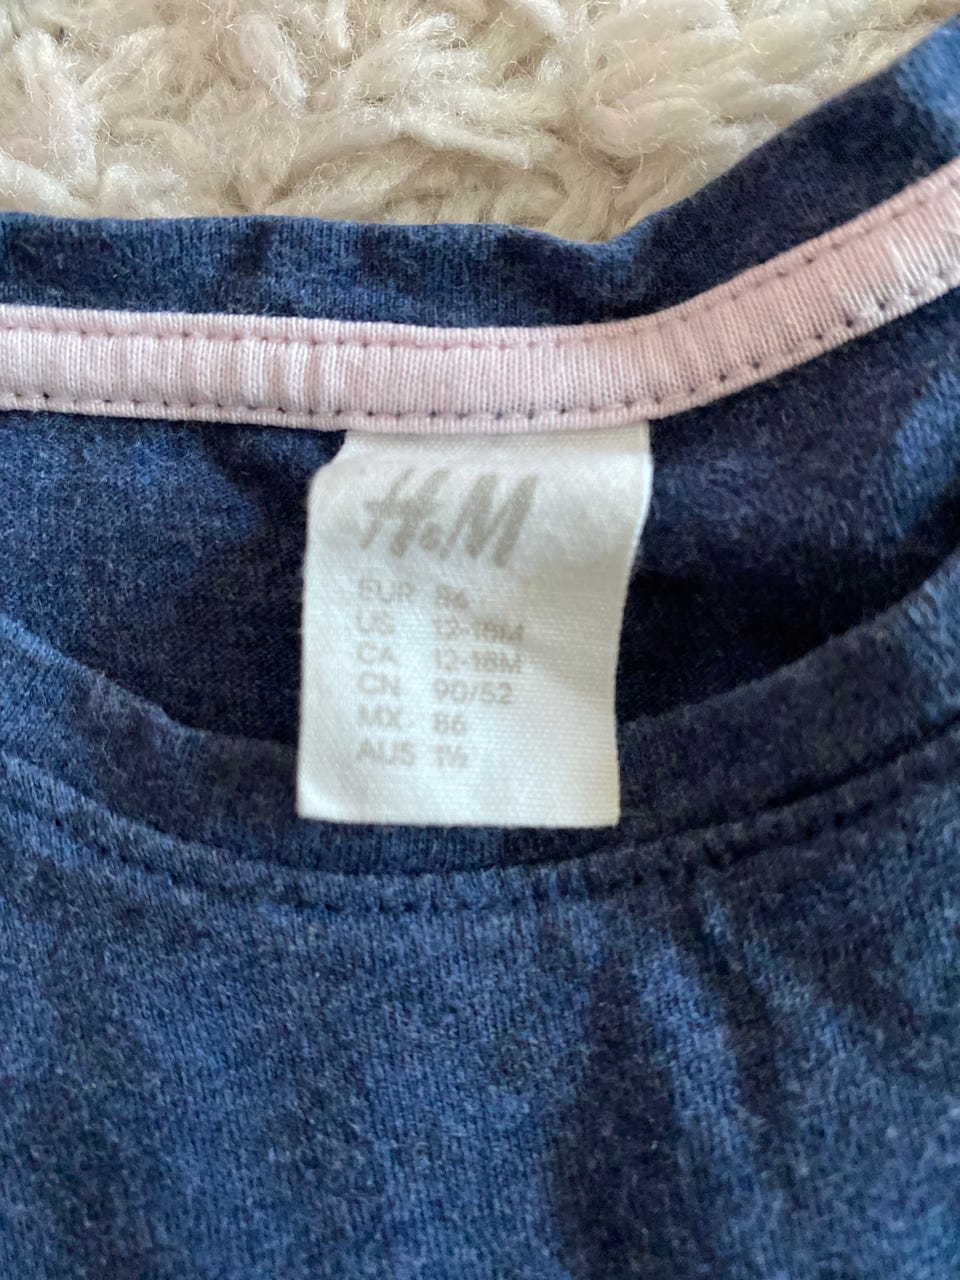 H&M
EUR 86
US 12-18M
CA 12-18M
CN 90/52
MX 86
AUS 1½